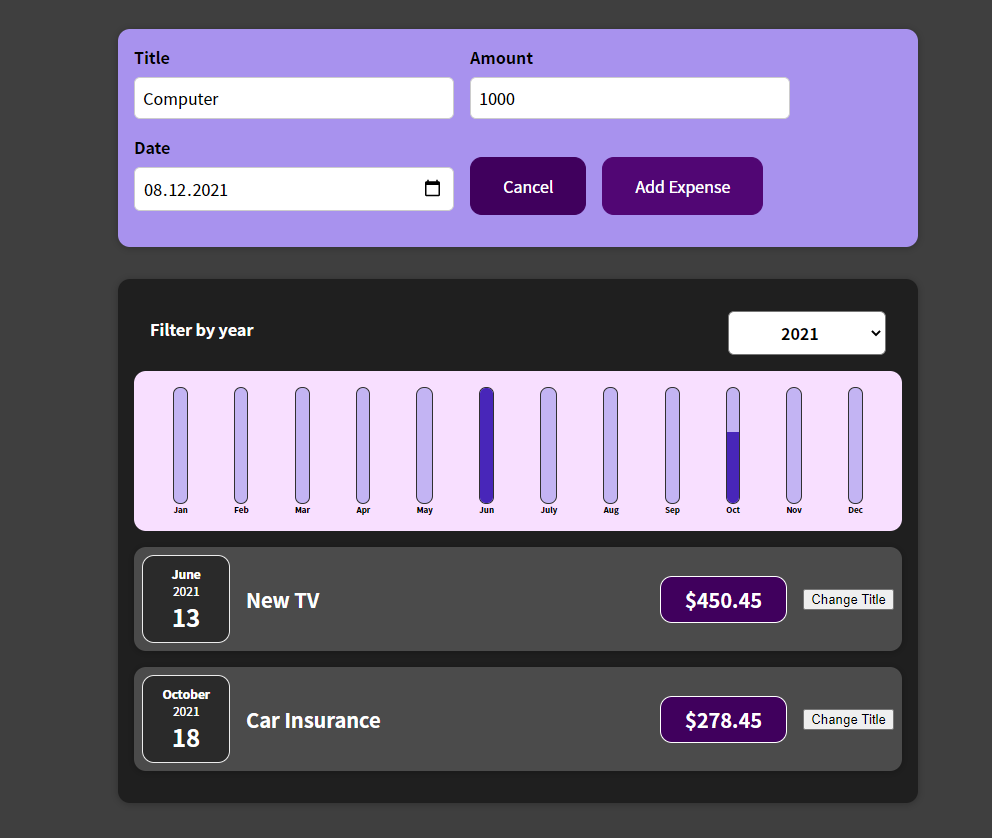 Title Amount
Computer 1000
Date
08.12.2021 Cancel Add Expense
Filter by year 2021
Jan Feb Mar Apr May Jun July Aug Sep Oct Nov Dec
June
2021
13
New TV $450.45 Change Title
October
2021
18
Car Insurance $278.45 Change Title